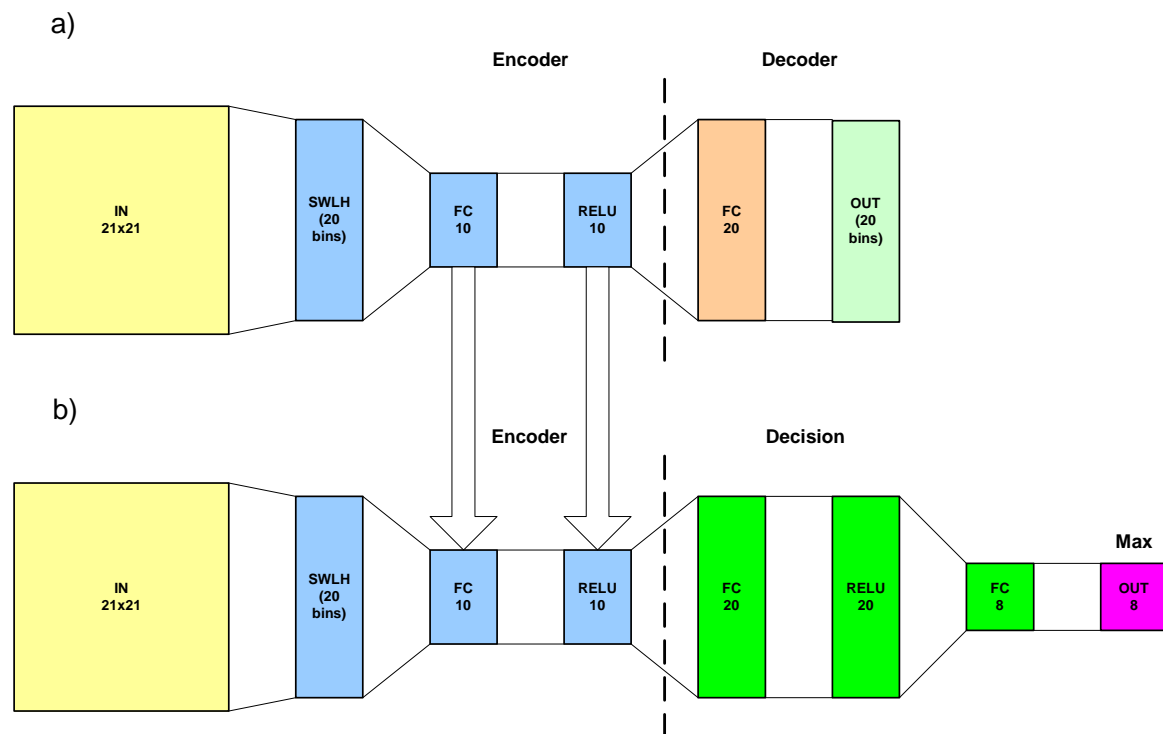 a)
Encoder
Decoder
IN
21x21
SWLH
(20
bins)
FC
10
RELU
10
FC
20
OUT
(20
bins)
b)
Encoder
Decision
IN
21x21
SWLH
(20
bins)
FC
10
RELU
10
FC
20
RELU
20
FC
8
Max
OUT
8